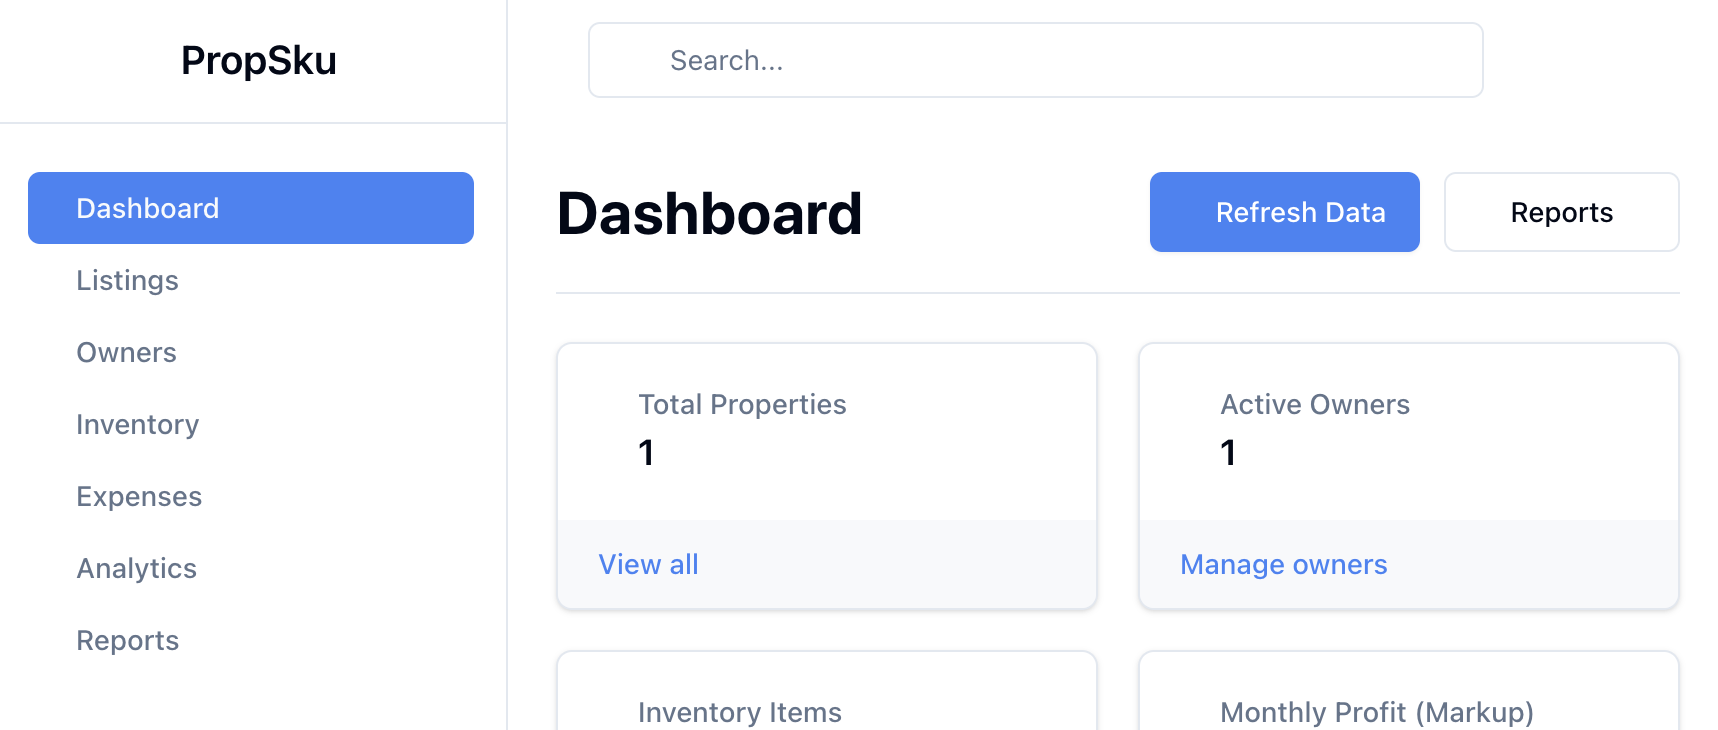 PropSku
Search...
Dashboard
Listings
Owners
Inventory
Expenses
Analytics
Reports
Dashboard
Refresh Data
Reports
Total Properties
1
View all
Active Owners
1
Manage owners
Inventory Items
Monthly Profit (Markup)